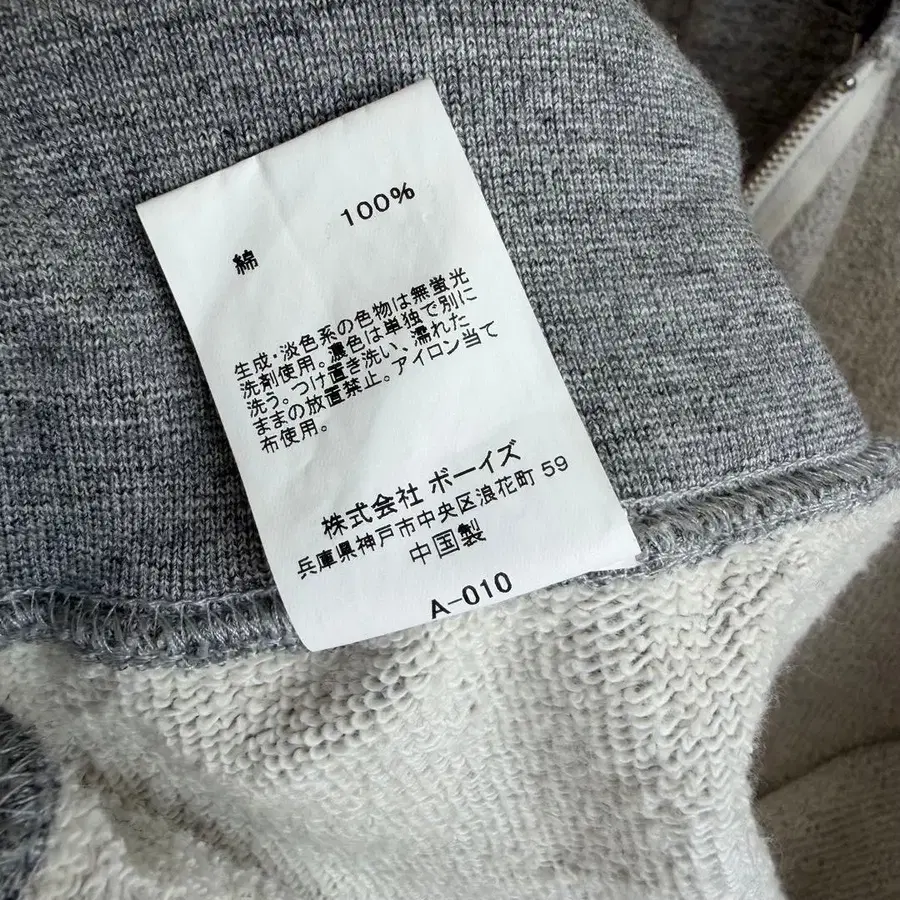 綿 100%
生成・淡色系の色物は無蛍光
洗剤使用。濃色は単独で別に
洗う。つけ置き洗い、濡れた
ままの放置禁止。アイロン当て
布使用。
株式会社 ボーイズ
兵庫県神戸市中央区浪花町 59
中国製
A-010